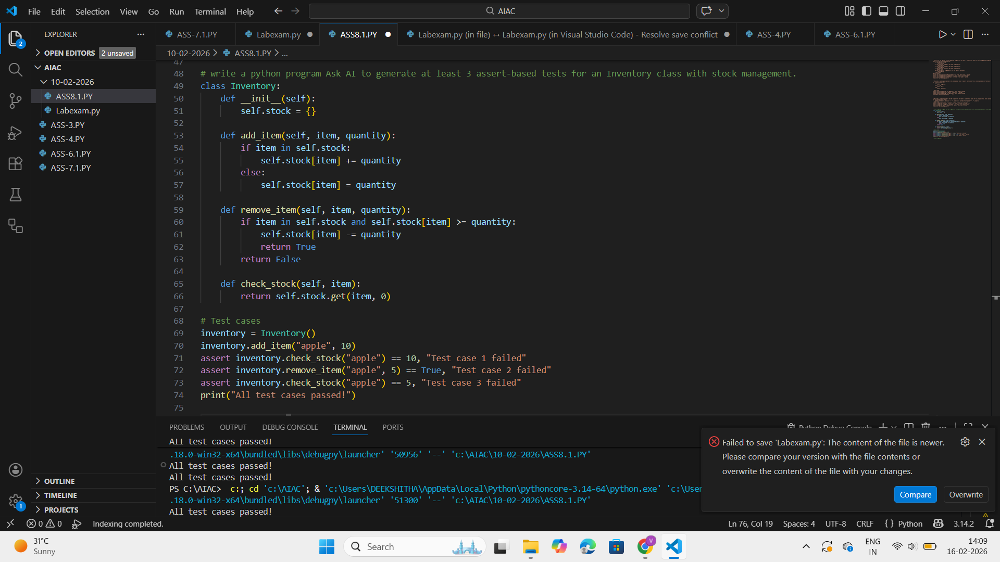 File Edit Selection View Go Run Terminal Help
AIAC
EXPLORER
OPEN EDITORS 2 unsaved
AIAC
10-02-2026
ASS8.1.PY
Labexam.py
ASS-3.PY
ASS-4.PY
ASS-6.1.PY
ASS-7.1.PY
OUTLINE
TIMELINE
PROJECTS
2
1
ASS-7.1.PY
Labexam.py
ASS8.1.PY
Labexam.py (in file) ↔ Labexam.py (in Visual Studio Code) - Resolve save conflict
ASS-4.PY
ASS-6.1.PY
10-02-2026 > ASS8.1.PY > ...
47
48 # write a python program Ask AI to generate at least 3 assert-based tests for an Inventory class with stock management.
49 class Inventory:
50     def __init__(self):
51         self.stock = {}
52
53     def add_item(self, item, quantity):
54         if item in self.stock:
55             self.stock[item] += quantity
56         else:
57             self.stock[item] = quantity
58
59     def remove_item(self, item, quantity):
60         if item in self.stock and self.stock[item] >= quantity:
61             self.stock[item] -= quantity
62             return True
63         return False
64
65     def check_stock(self, item):
66         return self.stock.get(item, 0)
67
68 # Test cases
69 inventory = Inventory()
70 inventory.add_item("apple", 10)
71 assert inventory.check_stock("apple") == 10, "Test case 1 failed"
72 assert inventory.remove_item("apple", 5) == True, "Test case 2 failed"
73 assert inventory.check_stock("apple") == 5, "Test case 3 failed"
74 print("All test cases passed!")
75
PROBLEMS OUTPUT DEBUG CONSOLE TERMINAL PORTS
Python Debug Console
All test cases passed!
.18.0-win32-x64\bundled\libs\debugpy\launcher' '50956' '--' 'c:\AIAC\10-02-2026\ASS8.1.PY'
All test cases passed!
All test cases passed!
PS C:\AIAC>  c:; cd 'c:\AIAC'; & 'c:\Users\DEEKSHITHA\AppData\Local\Python\pythoncore-3.14-64\python.exe' 'c:\User
.18.0-win32-x64\bundled\libs\debugpy\launcher' '51300' '--' 'c:\AIAC\10-02-2026\ASS8.1.PY'
All test cases passed!
Failed to save 'Labexam.py': The content of the file is newer.
Please compare your version with the file contents or
overwrite the content of the file with your changes.
Compare Overwrite
0 0 Indexing completed.
Ln 76, Col 19 Spaces: 4 UTF-8 CRLF { } Python 3.14.2
31°C
Sunny
Search
V
ENG
IN
14:09
16-02-2026